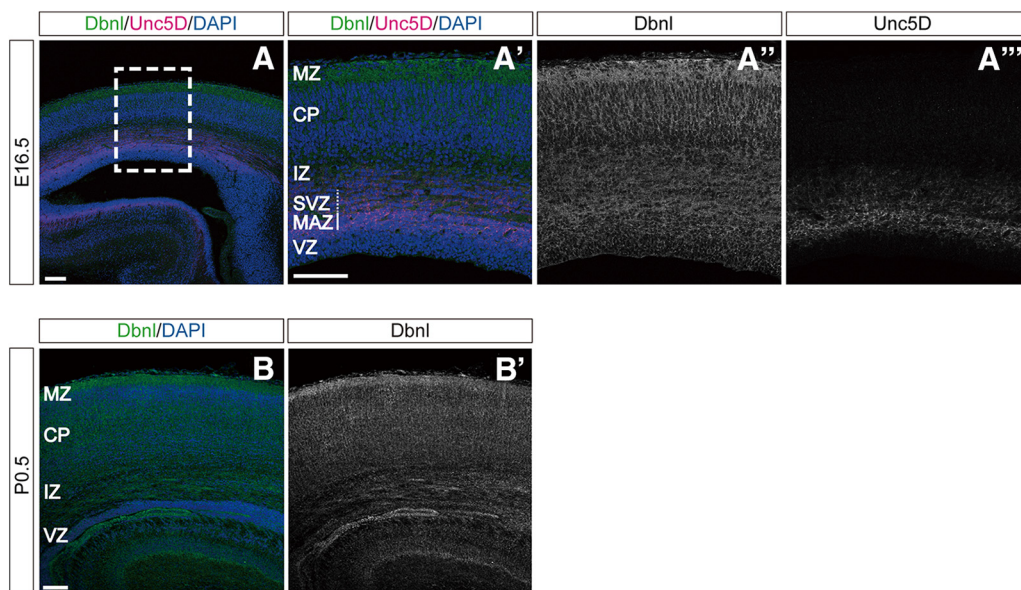 Dbnl/Unc5D/DAPI
Dbnl/Unc5D/DAPI
Dbnl
Unc5D
E16.5
A
A’
A’’
A’’’
MZ
CP
IZ
SVZ
MAZ
VZ
Dbnl/DAPI
Dbnl
P0.5
B
B’
MZ
CP
IZ
VZ